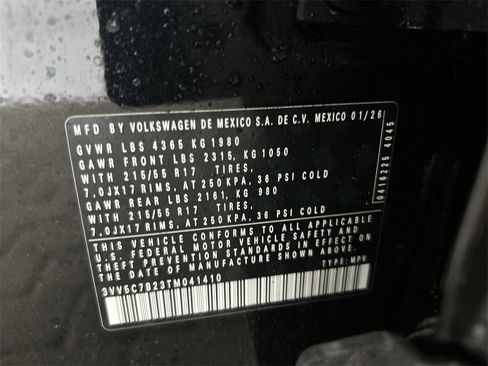 MFD BY VOLKSWAGEN DE MEXICO S.A. DE C.V. MEXICO 01/26
GVWR LBS 4365 KG 1980
GAWR FRONT LBS 2315, KG 1050
WITH 215/55 R17 TIRES,
7.0JX17 RIMS, AT 250 KPA, 36 PSI COLD
GAWR REAR LBS 2161, KG 980
WITH 215/55 R17 TIRES,
7.0JX17 RIMS, AT 250 KPA, 36 PSI COLD
THIS VEHICLE CONFORMS TO ALL APPLICABLE
U.S. FEDERAL MOTOR VEHICLE SAFETY AND
THEFT PREVENTION STANDARDS IN EFFECT ON
THE DATE OF MANUFACTURE SHOWN ABOVE.
3VV5C7B23TM041410 TYPE: MPV
0416225 4045